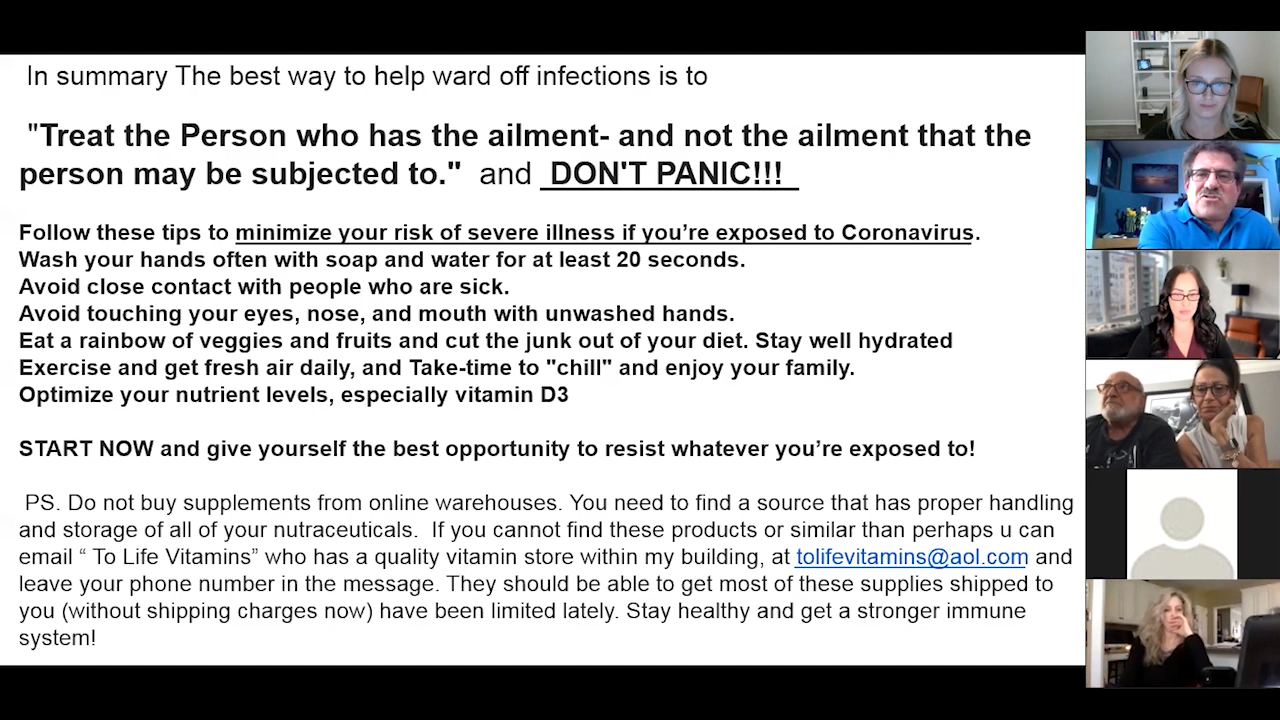 In summary The best way to help ward off infections is to
"Treat the Person who has the ailment- and not the ailment that the
person may be subjected to." and DON'T PANIC!!!
Follow these tips to minimize your risk of severe illness if you’re exposed to Coronavirus.
Wash your hands often with soap and water for at least 20 seconds.
Avoid close contact with people who are sick.
Avoid touching your eyes, nose, and mouth with unwashed hands.
Eat a rainbow of veggies and fruits and cut the junk out of your diet. Stay well hydrated
Exercise and get fresh air daily, and Take-time to "chill" and enjoy your family.
Optimize your nutrient levels, especially vitamin D3
START NOW and give yourself the best opportunity to resist whatever you’re exposed to!
PS. Do not buy supplements from online warehouses. You need to find a source that has proper handling
and storage of all of your nutraceuticals. If you cannot find these products or similar than perhaps u can
email “ To Life Vitamins” who has a quality vitamin store within my building, at tolifevitamins@aol.com and
leave your phone number in the message. They should be able to get most of these supplies shipped to
you (without shipping charges now) have been limited lately. Stay healthy and get a stronger immune
system!